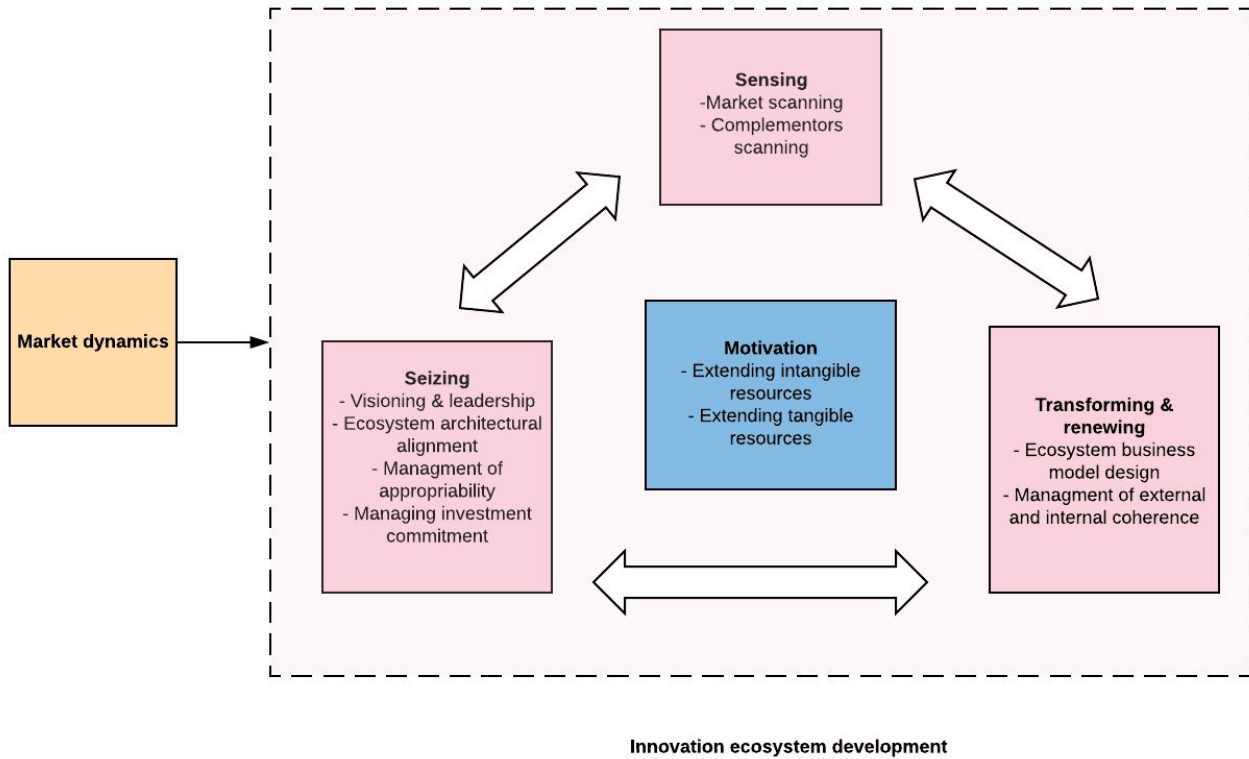 Sensing
-Market scanning
- Complementors
scanning
Market dynamics
Motivation
- Extending intangible
resources
- Extending tangible
resources
Seizing
- Visioning & leadership
- Ecosystem architectural
alignment
- Managment of
appropriability
- Managing investment
commitment
Transforming &
renewing
- Ecosystem business
model design
- Managment of external
and internal coherence
Innovation ecosystem development